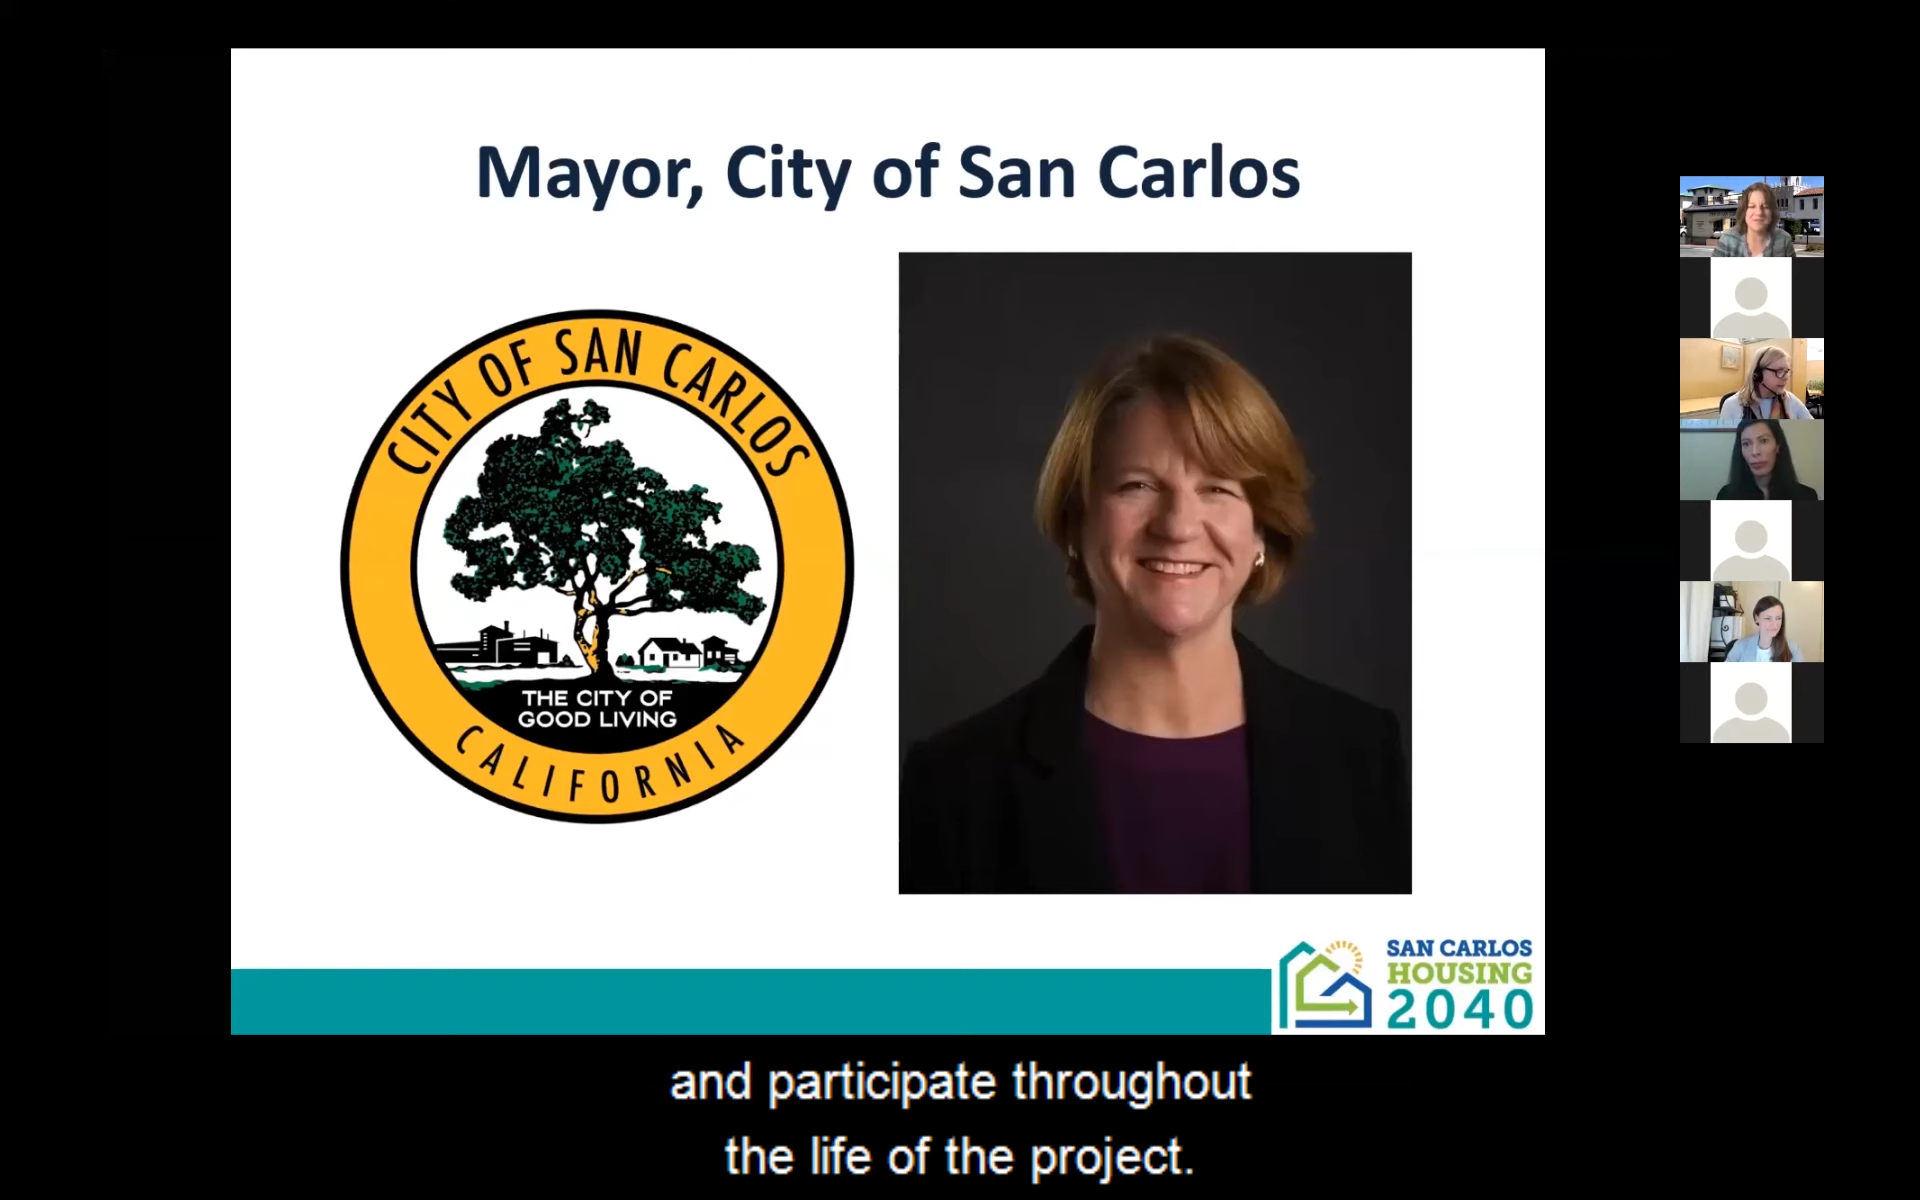 Mayor, City of San Carlos
CITY OF SAN CARLOS
THE CITY OF
GOOD LIVING
CALIFORNIA
SAN CARLOS
HOUSING
2040
and participate throughout
the life of the project.